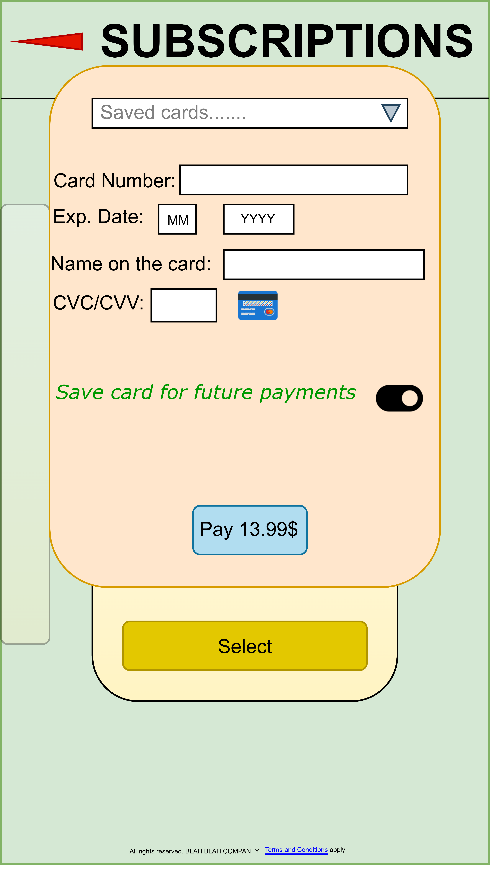 SUBSCRIPTIONS
Saved cards.......
Card Number:
Exp. Date: MM YYYY
Name on the card:
CVC/CVV:
Save card for future payments
Pay 13.99$
Select
All rights reserved. Terms and Conditions apply